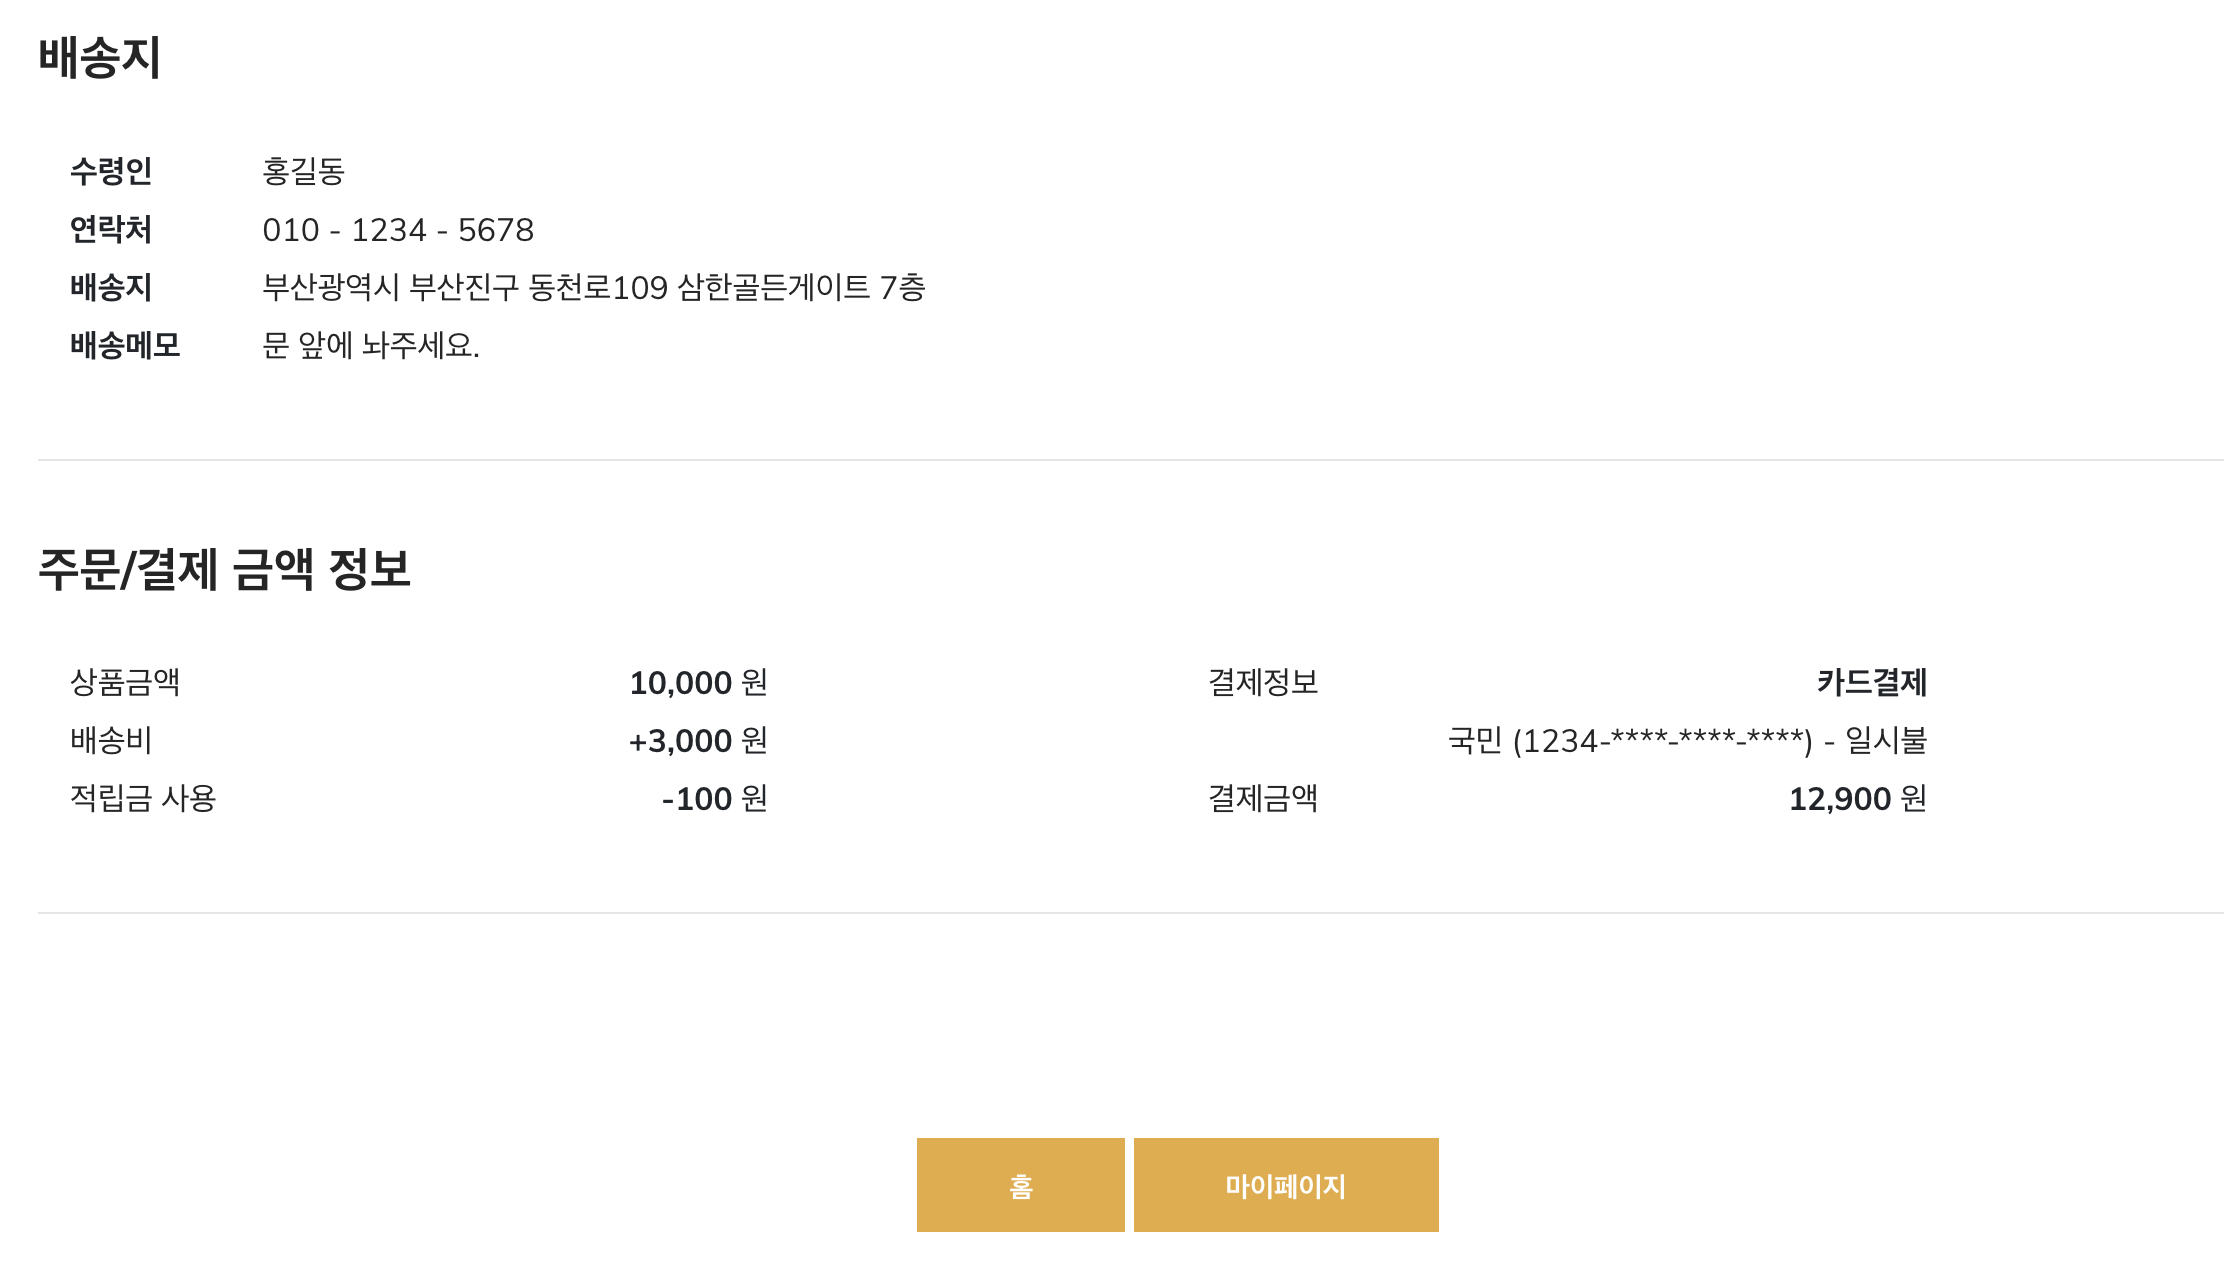 배송지
수령인 홍길동
연락처 010 - 1234 - 5678
배송지 부산광역시 부산진구 동천로109 삼한골든게이트 7층
배송메모 문 앞에 놔주세요.
주문/결제 금액 정보
상품금액 10,000 원 결제정보 카드결제
배송비 +3,000 원 국민 (1234-****-****-****) - 일시불
적립금 사용 -100 원 결제금액 12,900 원
홈 마이페이지